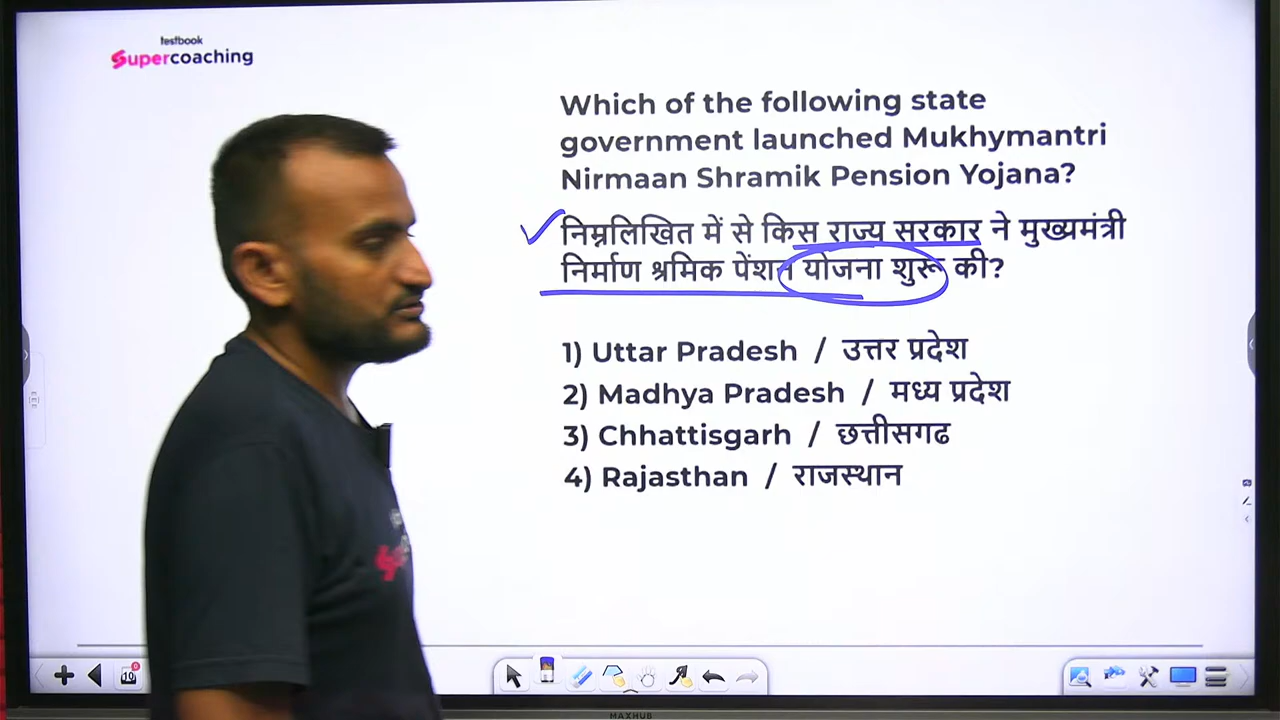 testbook
Supercoaching
Which of the following state
government launched Mukhymantri
Nirmaan Shramik Pension Yojana?
निम्नलिखित में से किस राज्य सरकार ने मुख्यमंत्री
निर्माण श्रमिक पेंशन योजना शुरू की?
1) Uttar Pradesh / उत्तर प्रदेश
2) Madhya Pradesh / मध्य प्रदेश
3) Chhattisgarh / छत्तीसगढ
4) Rajasthan / राजस्थान
MAXHUB